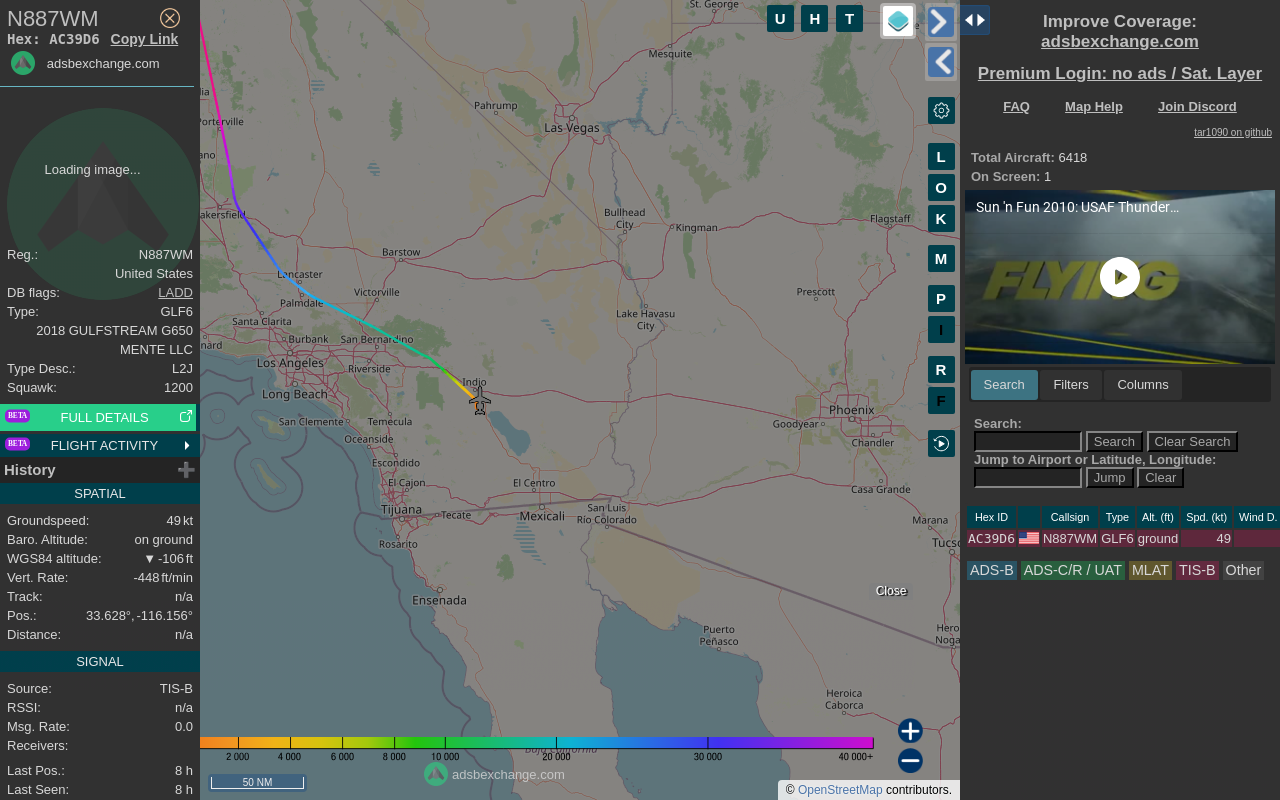 N887WM
Hex: AC39D6 Copy Link
adsbexchange.com
Loading image...
Reg.: N887WM
United States
DB flags: LADD
Type: GLF6
2018 GULFSTREAM G650
MENTE LLC
Type Desc.: L2J
Squawk: 1200
BETA FULL DETAILS
BETA FLIGHT ACTIVITY
History
SPATIAL
Groundspeed: 49 kt
Baro. Altitude: on ground
WGS84 altitude: ▼ -106 ft
Vert. Rate: -448 ft/min
Track: n/a
Pos.: 33.628°, -116.156°
Distance: n/a
SIGNAL
Source: TIS-B
RSSI: n/a
Msg. Rate: 0.0
Receivers:
Last Pos.: 8 h
Last Seen: 8 h
St. George
Mesquite
Pahrump
Las Vegas
Porterville
Bullhead
City
Kingman
Flagstaff
Barstow
Lancaster
Victorville
Palmdale
Prescott
Lake Havasu
City
Santa Clarita
Burbank
San Bernardino
Los Angeles
Riverside
Indio
Long Beach
Phoenix
San Clemente
Temecula
Goodyear
Oceanside
Chandler
Escondido
El Cajon
El Centro
Casa Grande
Tijuana
Tecate
Mexicali
San Luis
Río Colorado
Marana
Rosarito
Ensenada
Close
Puerto
Peñasco
Heroica
Caborca
Baja California
U H T
L
O
K
M
P
I
R
F
2 000 4 000 6 000 8 000 10 000 20 000 30 000 40 000+
adsbexchange.com
50 NM
© OpenStreetMap contributors.
Improve Coverage:
adsbexchange.com
Premium Login: no ads / Sat. Layer
FAQ Map Help Join Discord
tar1090 on github
Total Aircraft: 6418
On Screen: 1
Sun 'n Fun 2010: USAF Thunder...
FLYING
Search Filters Columns
Search:
Search Clear Search
Jump to Airport or Latitude, Longitude:
Jump Clear
Hex ID Callsign Type Alt. (ft) Spd. (kt) Wind D.
AC39D6 N887WM GLF6 ground 49
ADS-B ADS-C/R / UAT MLAT TIS-B Other